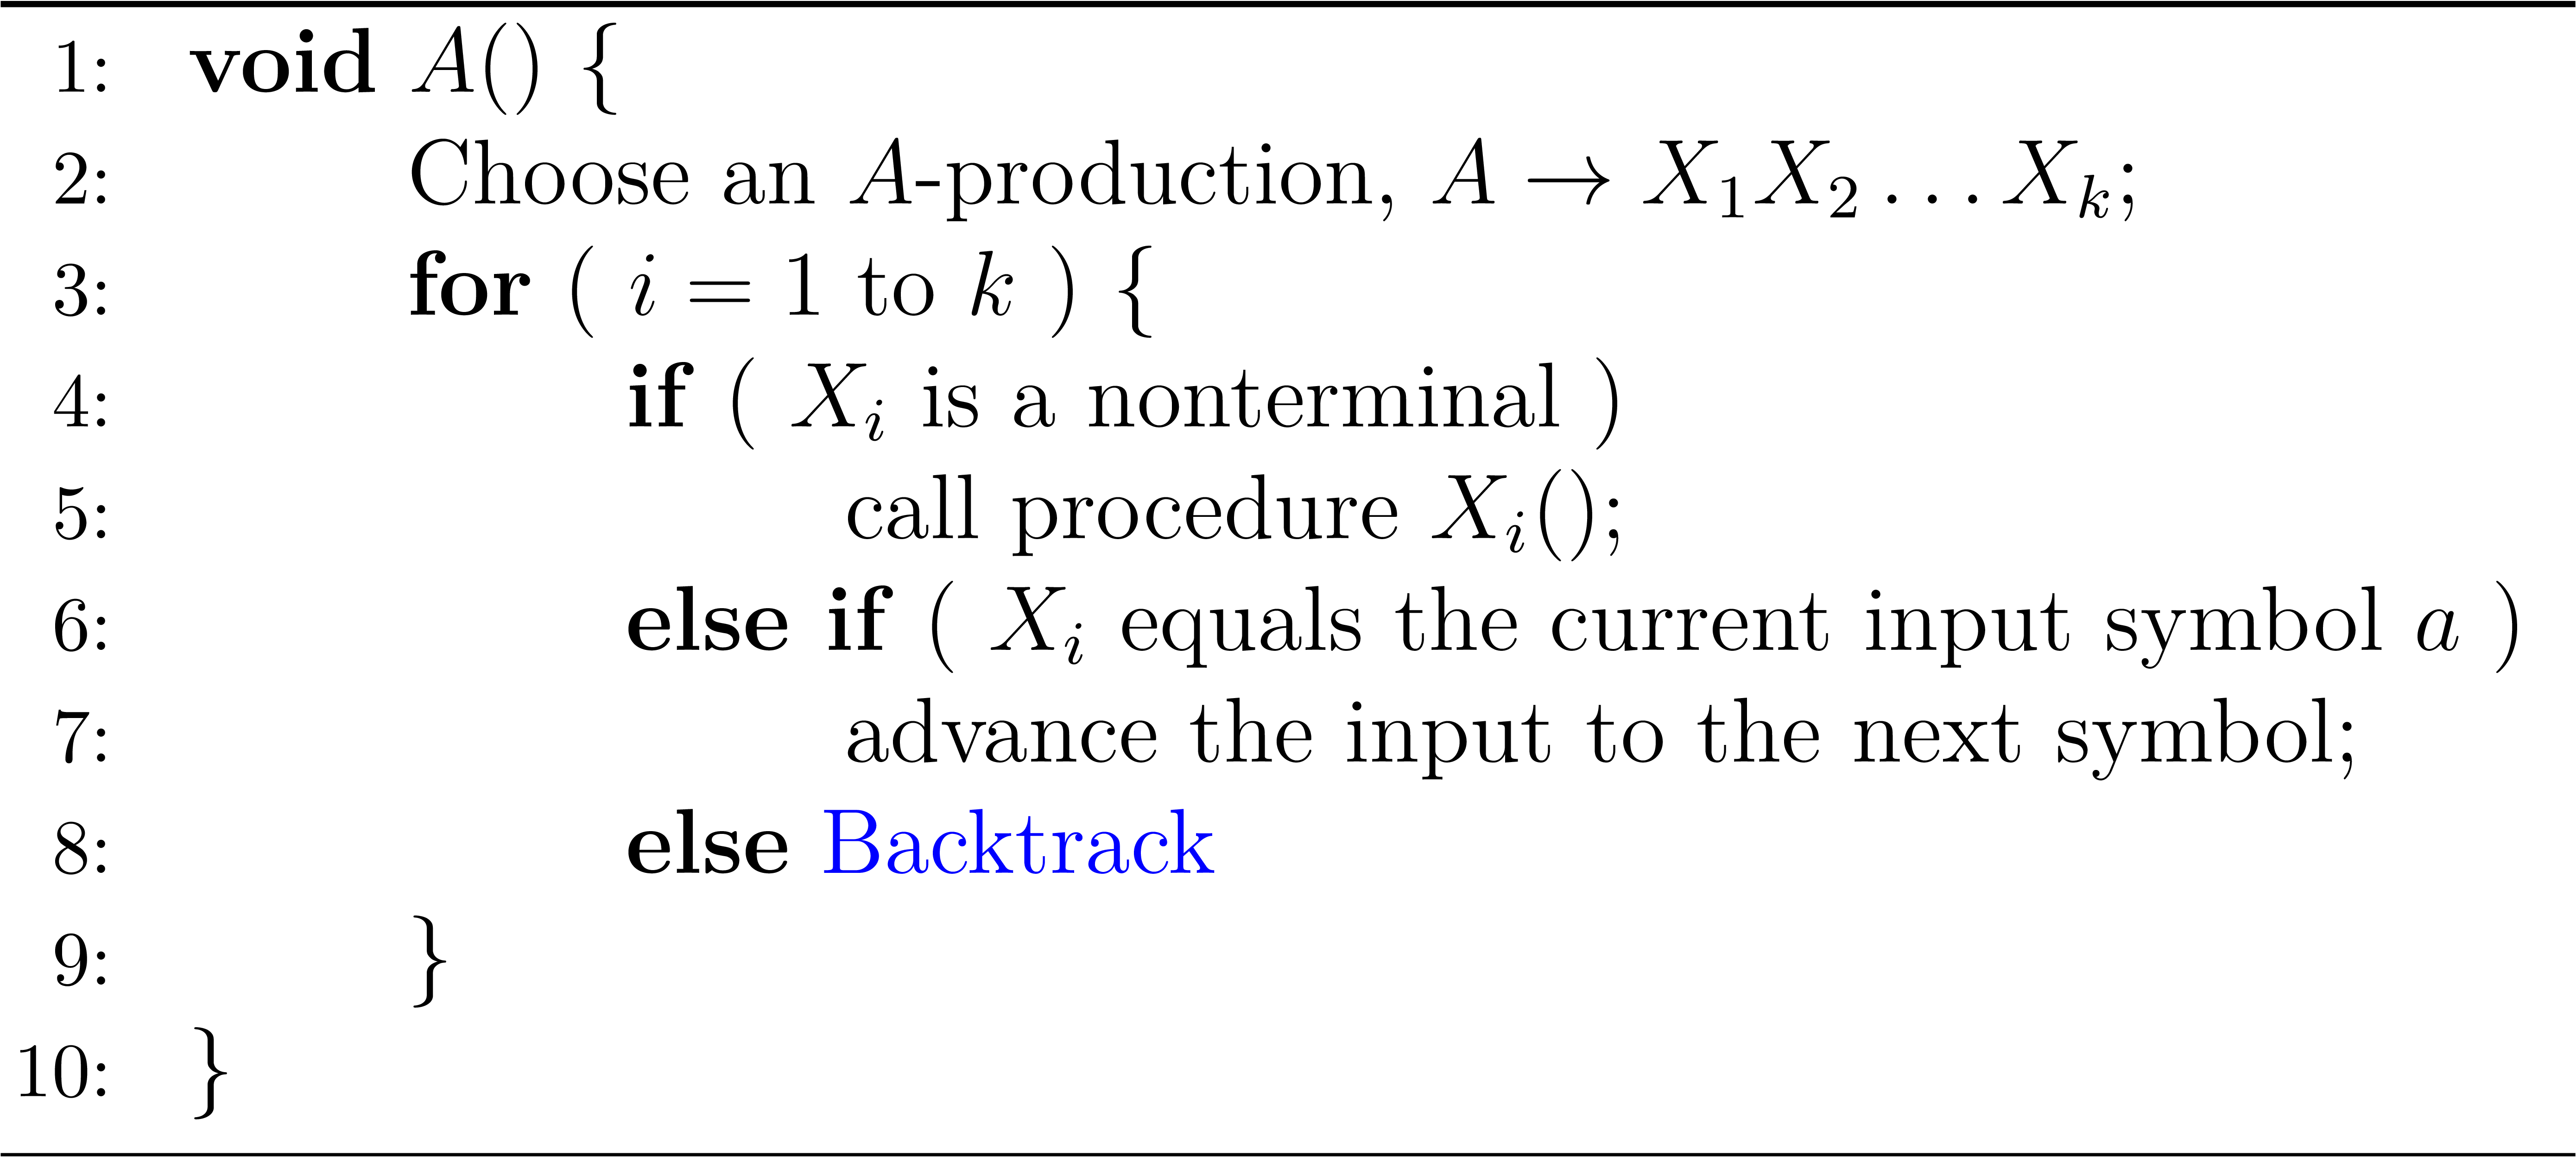 1: void A() {
2: Choose an A-production, A → X₁X₂ … Xₖ;
3: for ( i = 1 to k ) {
4: if ( Xᵢ is a nonterminal )
5: call procedure Xᵢ();
6: else if ( Xᵢ equals the current input symbol a )
7: advance the input to the next symbol;
8: else Backtrack
9: }
10: }